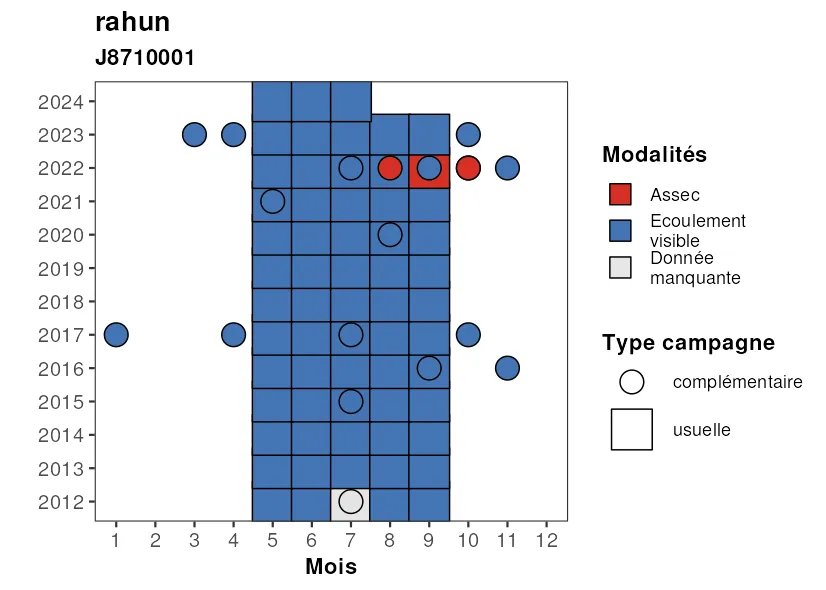 rahun
J8710001
2024
2023
2022
2021
2020
2019
2018
2017
2016
2015
2014
2013
2012
1 2 3 4 5 6 7 8 9 10 11 12
Mois
Modalités
Assec
Ecoulement
visible
Donnée
manquante
Type campagne
complémentaire
usuelle